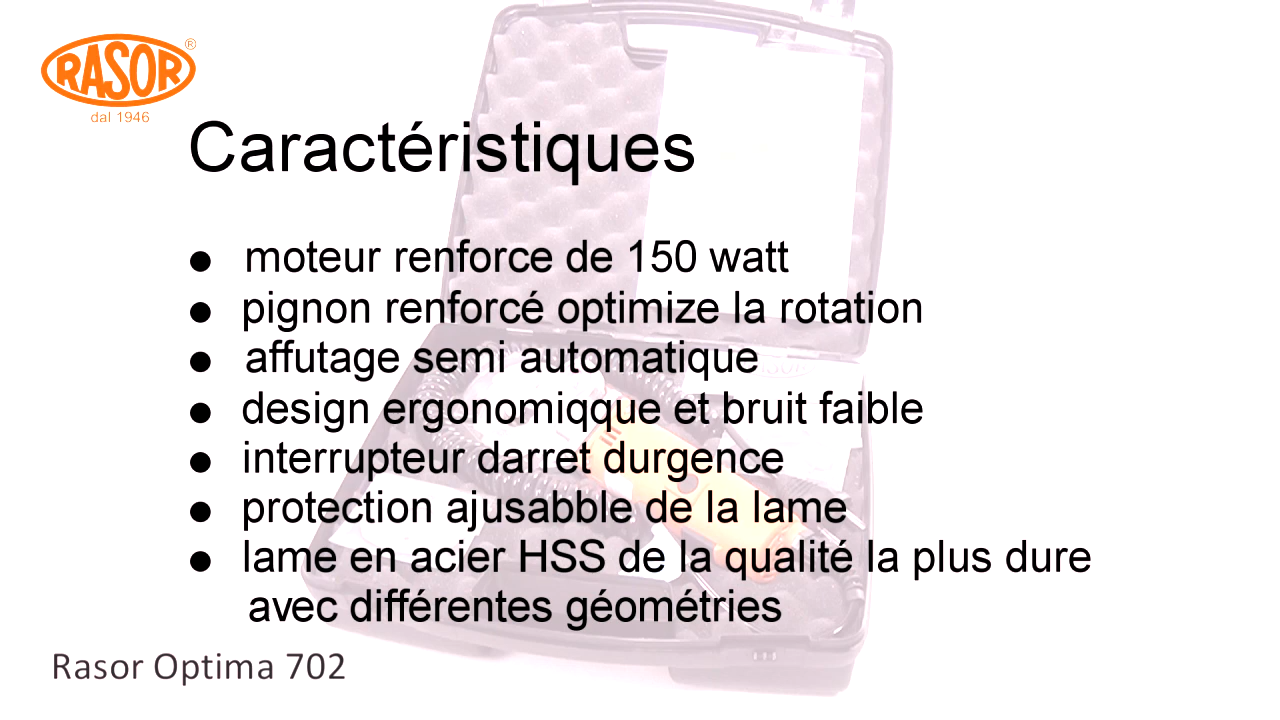 RASOR®
dal 1946
Caractéristiques
● moteur renforce de 150 watt
● pignon renforcé optimize la rotation
● affutage semi automatique
● design ergonomiqque et bruit faible
● interrupteur darret durgence
● protection ajusabble de la lame
● lame en acier HSS de la qualité la plus dure
avec différentes géométries
Rasor Optima 702